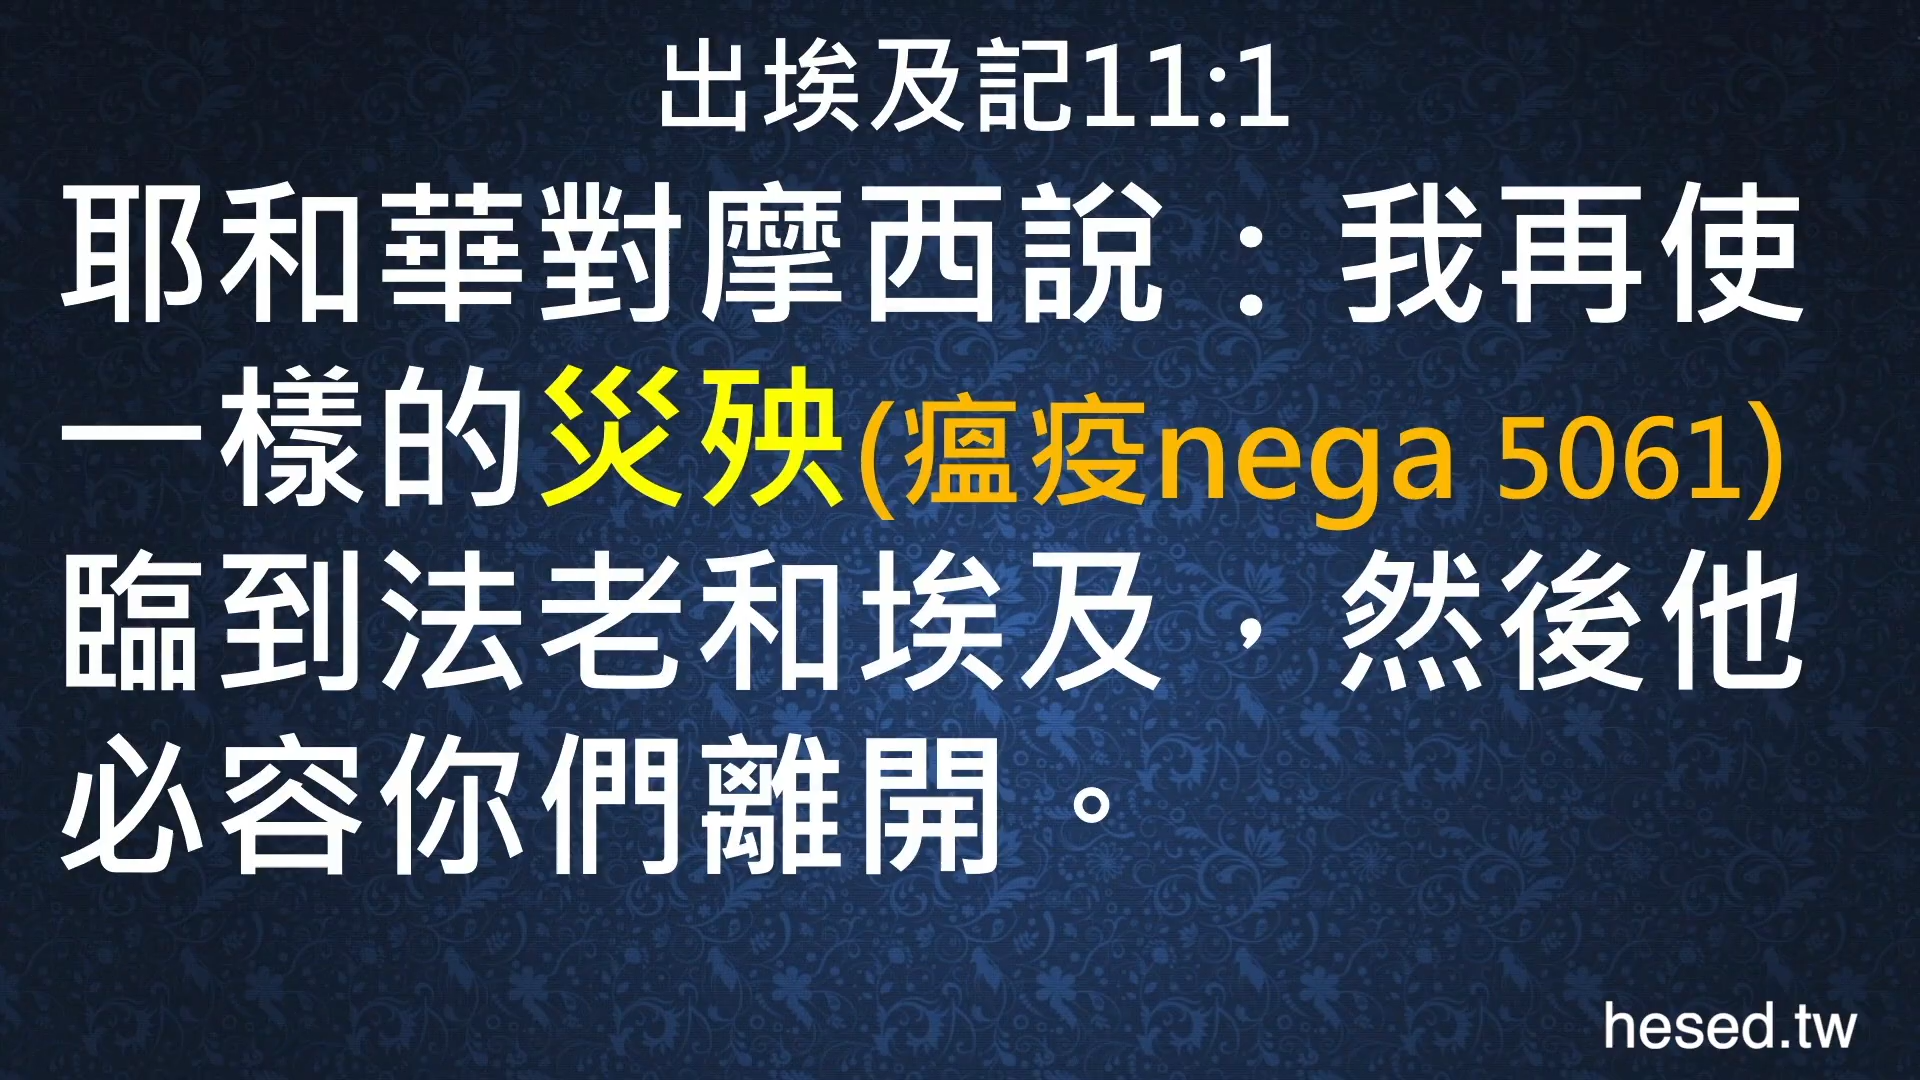 出埃及記11:1
耶和華對摩西說：我再使
一樣的災殃(瘟疫nega 5061)
臨到法老和埃及，然後他
必容你們離開。
hesed.tw